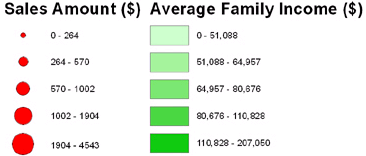 Sales Amount ($)
0 - 264
264 - 570
570 - 1002
1002 - 1904
1904 - 4543
Average Family Income ($)
0 - 51,088
51,088 - 64,957
64,957 - 80,676
80,676 - 110,828
110,828 - 207,050